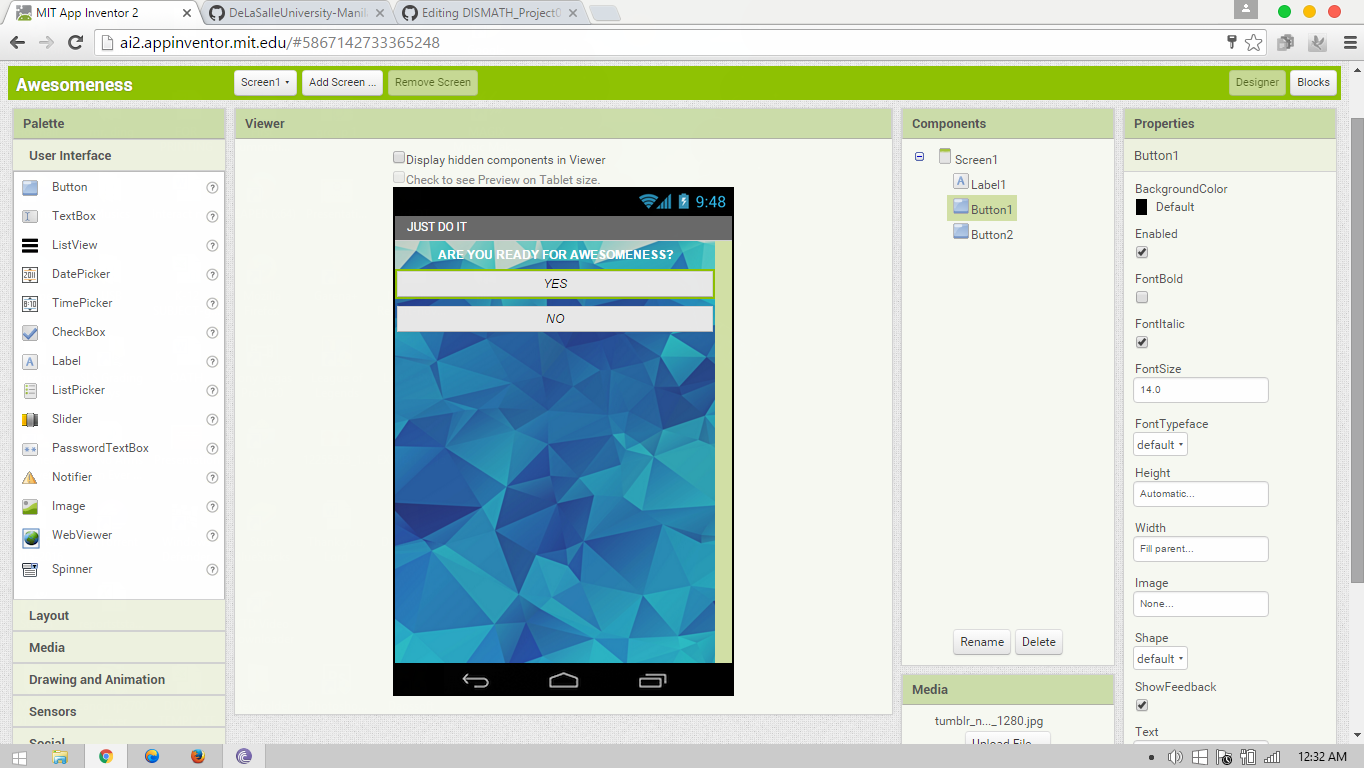 MIT App Inventor 2
DeLaSalleUniversity-Manil
Editing DISMATH_Project0
ai2.appinventor.mit.edu/#5867142733365248
Awesomeness
Screen1
Add Screen ...
Remove Screen
Designer
Blocks
Palette
User Interface
Button
?
TextBox
?
ListView
?
DatePicker
?
TimePicker
?
CheckBox
?
Label
?
ListPicker
?
Slider
?
PasswordTextBox
?
Notifier
?
Image
?
WebViewer
?
Spinner
?
Layout
Media
Drawing and Animation
Sensors
Social
Viewer
Display hidden components in Viewer
Check to see Preview on Tablet size.
9:48
JUST DO IT
ARE YOU READY FOR AWESOMENESS?
YES
NO
Components
Screen1
A Label1
Button1
Button2
Rename
Delete
Media
tumblr_n..._1280.jpg
Upload File ...
Properties
Button1
BackgroundColor
Default
Enabled
FontBold
FontItalic
FontSize
14.0
FontTypeface
default
Height
Automatic...
Width
Fill parent...
Image
None...
Shape
default
ShowFeedback
Text
12:32 AM